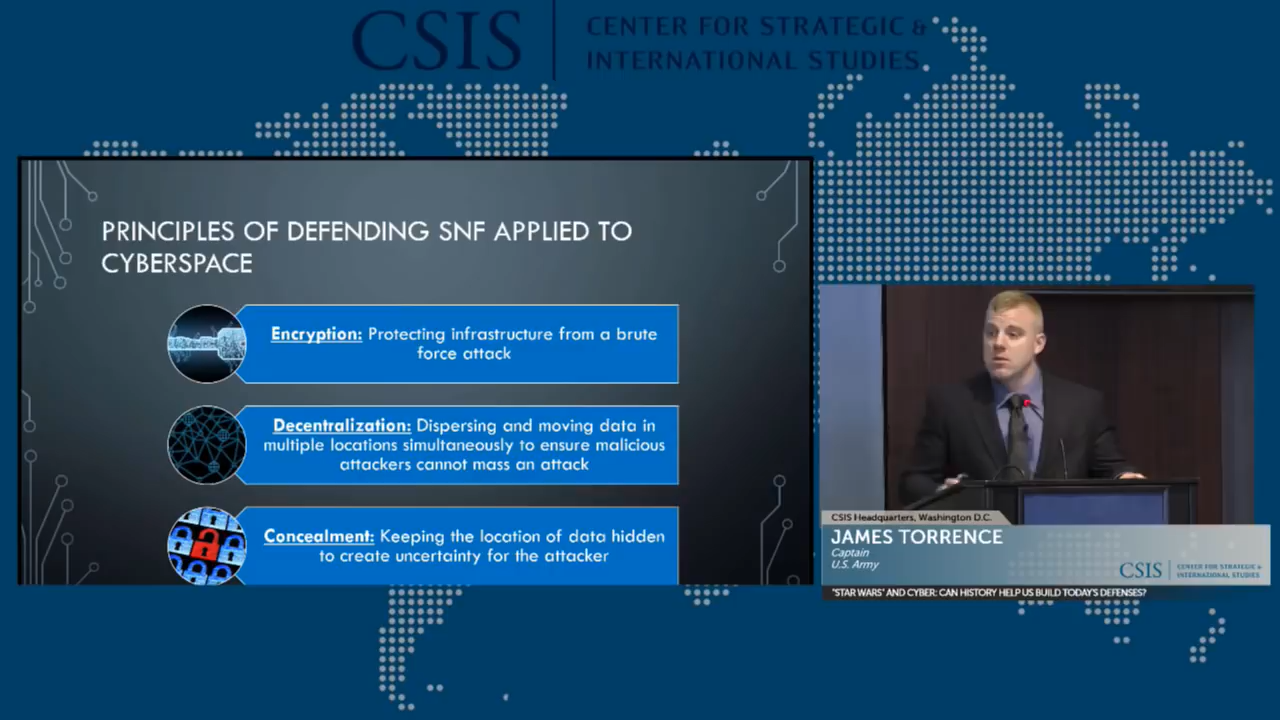 CSIS
CENTER FOR STRATEGIC &
INTERNATIONAL STUDIES
PRINCIPLES OF DEFENDING SNF APPLIED TO
CYBERSPACE
Encryption: Protecting infrastructure from a brute
force attack
Decentralization: Dispersing and moving data in
multiple locations simultaneously to ensure malicious
attackers cannot mass an attack
Concealment: Keeping the location of data hidden
to create uncertainty for the attacker
CSIS Headquarters, Washington D.C.
JAMES TORRENCE
Captain
U.S. Army
CSIS
CENTER FOR STRATEGIC &
INTERNATIONAL STUDIES
"STAR WARS" AND CYBER: CAN HISTORY HELP US BUILD TODAY'S DEFENSES?